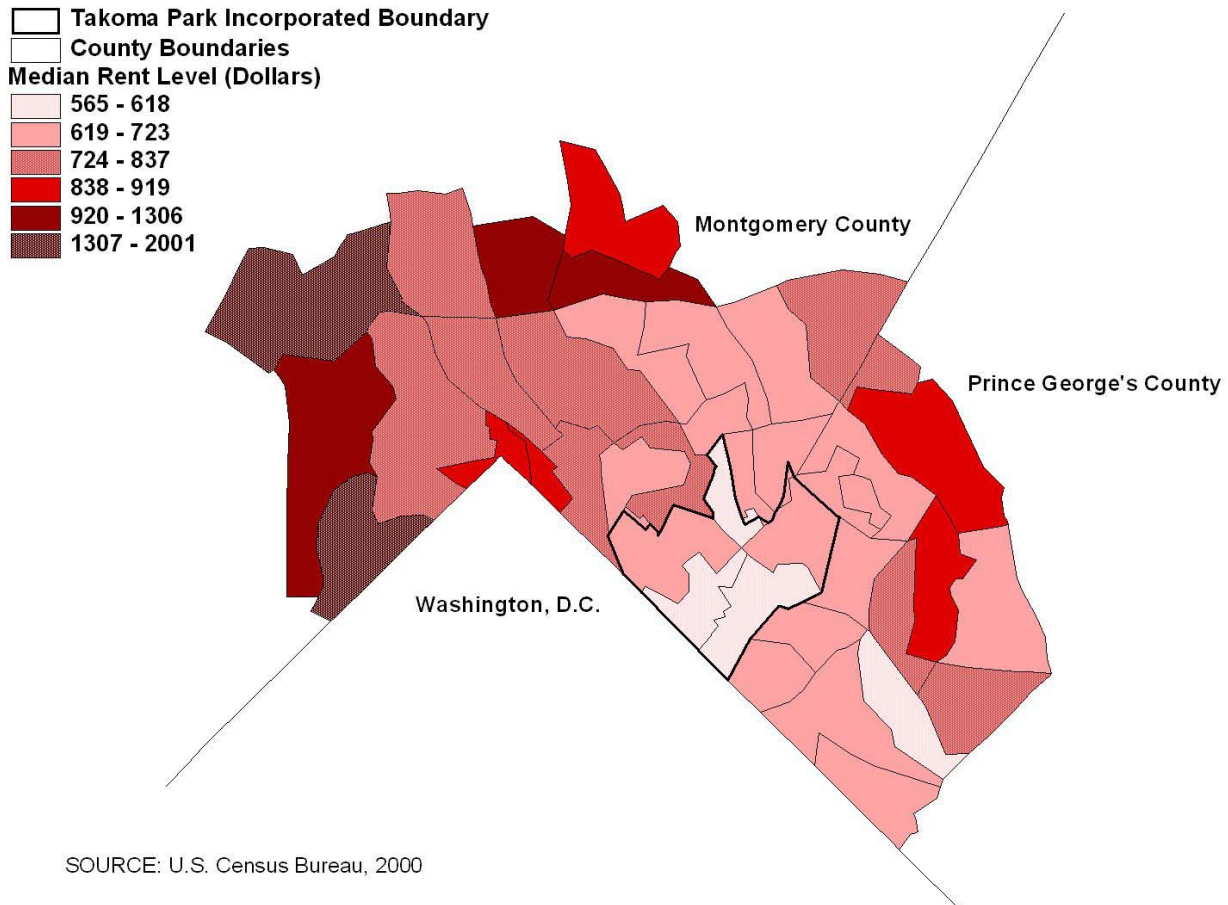 Takoma Park Incorporated Boundary
County Boundaries
Median Rent Level (Dollars)
565 - 618
619 - 723
724 - 837
838 - 919
920 - 1306
1307 - 2001
Montgomery County
Prince George's County
Washington, D.C.
SOURCE: U.S. Census Bureau, 2000